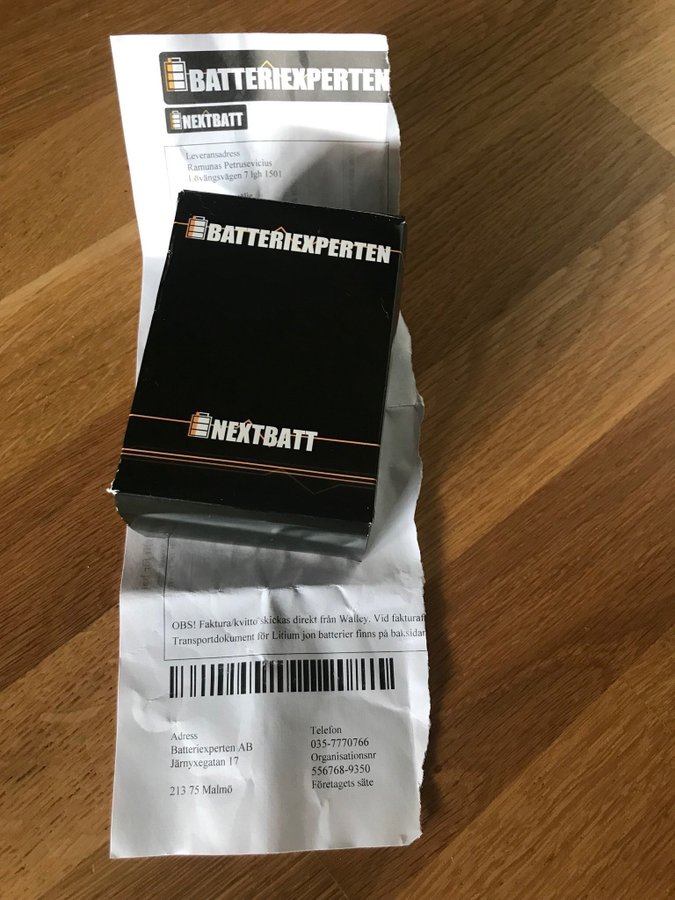 BATTERIEXPERTEN
NEXTBATT
Leveransadress
Ramunas Petrusevicius
Lövängsvägen 7 lgh 1501
BATTERIEXPERTEN
NEXTBATT
OBS! Faktura/kvitto skickas direkt från Walley. Vid
Transportdokument för Litium jon batterier finns på baksidan
Adress
Batteriexperten AB
Järnyxegatan 17
213 75 Malmö
Telefon
035-7770766
Organisationsnr
556768-9350
Företagets säte